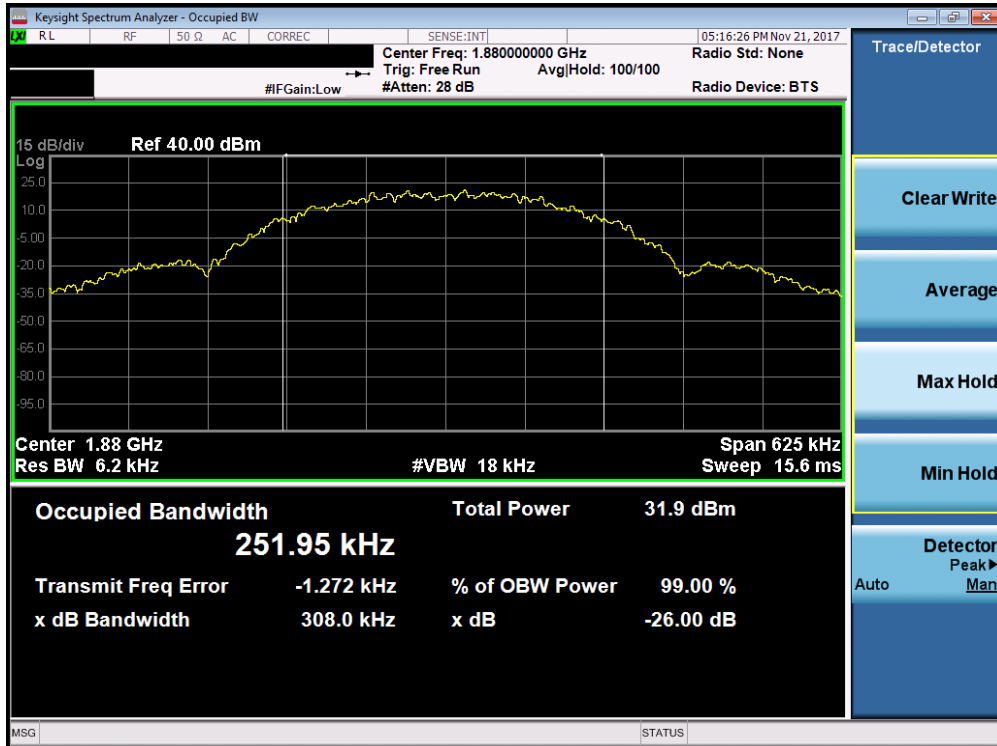 Keysight Spectrum Analyzer - Occupied BW
LXI RL RF 50 Ω AC CORREC SENSE:INT 05:16:26 PM Nov 21, 2017
Center Freq: 1.880000000 GHz Radio Std: None
Trig: Free Run Avg|Hold: 100/100
#IFGain:Low #Atten: 28 dB Radio Device: BTS
15 dB/div Ref 40.00 dBm
Log
25.0
10.0
-5.00
-20.0
-35.0
-50.0
-65.0
-80.0
-95.0
Center 1.88 GHz Span 625 kHz
Res BW 6.2 kHz #VBW 18 kHz Sweep 15.6 ms
Occupied Bandwidth Total Power 31.9 dBm
251.95 kHz
Transmit Freq Error -1.272 kHz % of OBW Power 99.00 %
x dB Bandwidth 308.0 kHz x dB -26.00 dB
MSG STATUS
Trace/Detector
Clear Write
Average
Max Hold
Min Hold
Detector
Peak▶
Auto Man